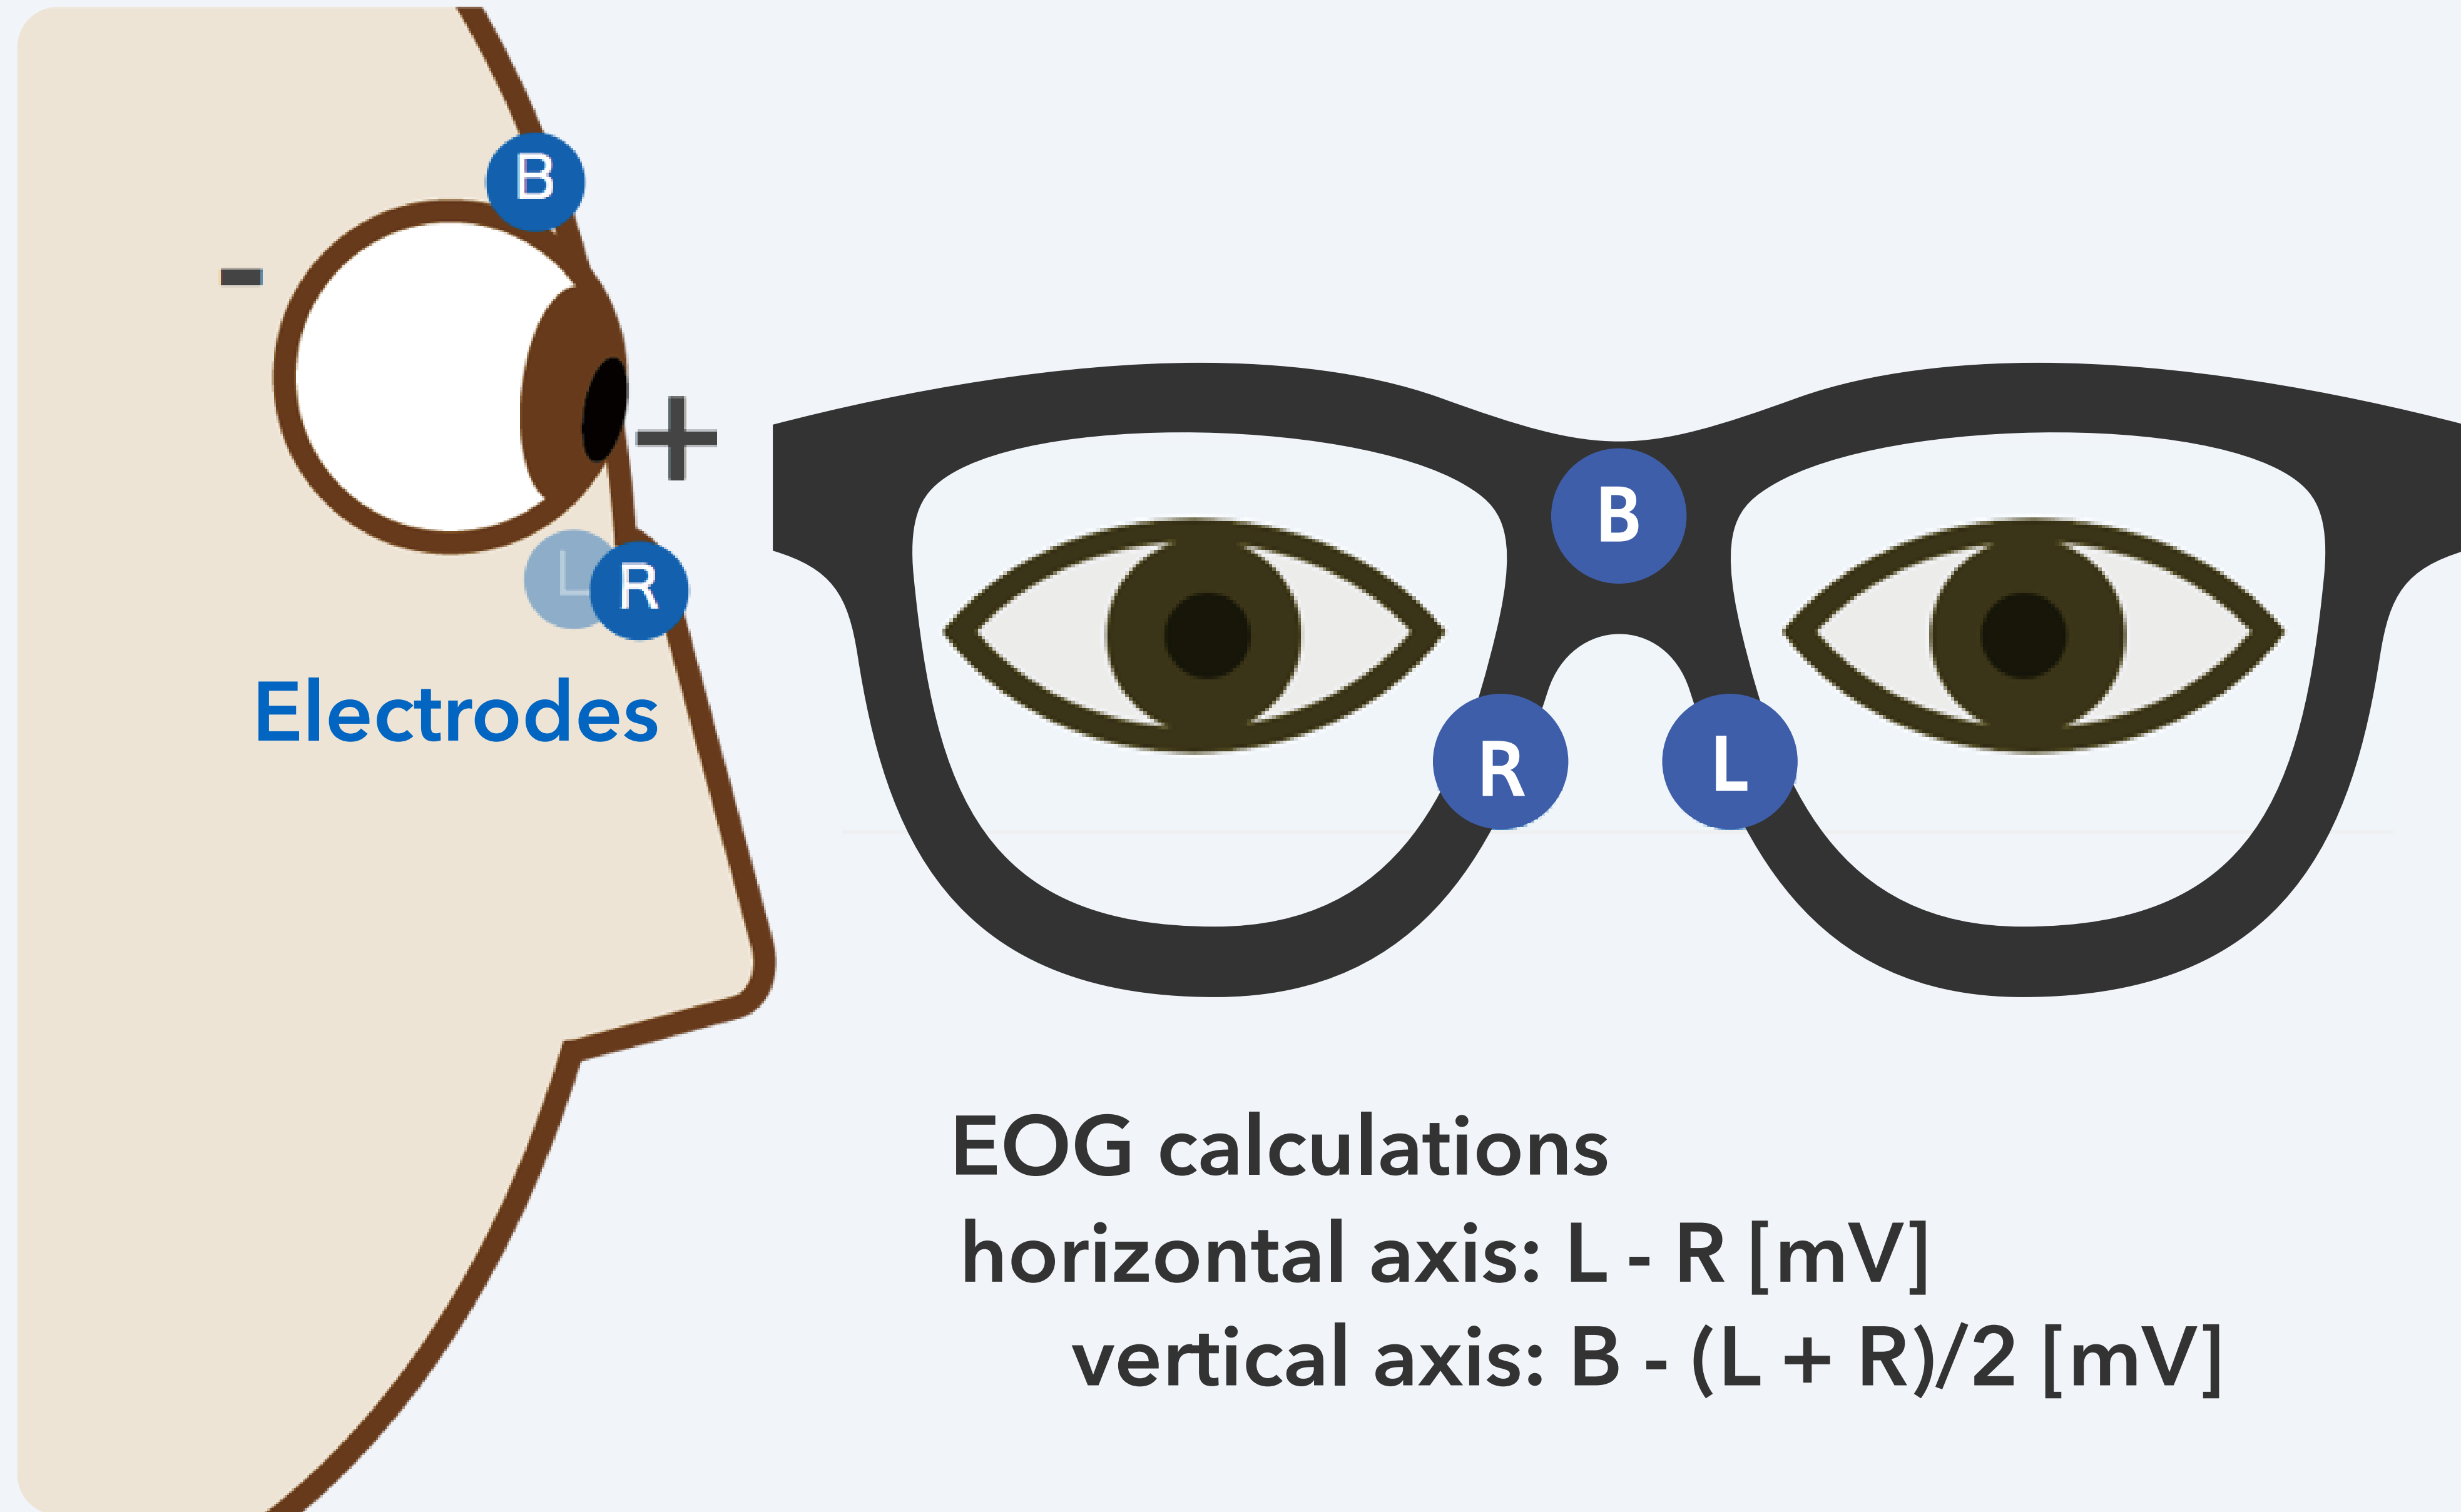 B
-
+
L
R
Electrodes
B
R
L
EOG calculations
horizontal axis: L - R [mV]
vertical axis: B - (L + R)/2 [mV]